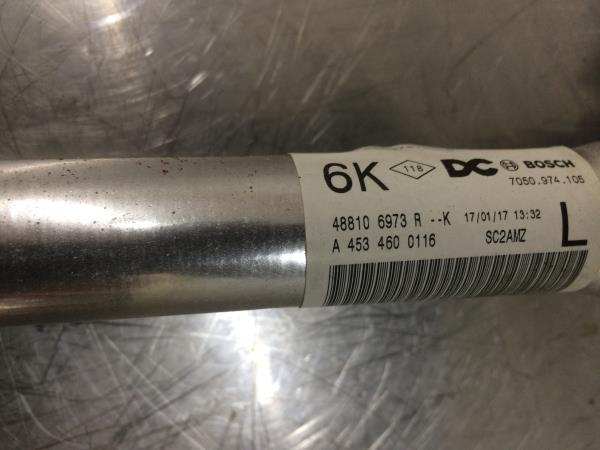 6K 118 DC BOSCH
7050.974.105
48810 6973 R --K 17/01/17 13:32
A 453 460 0116 SC2AMZ L